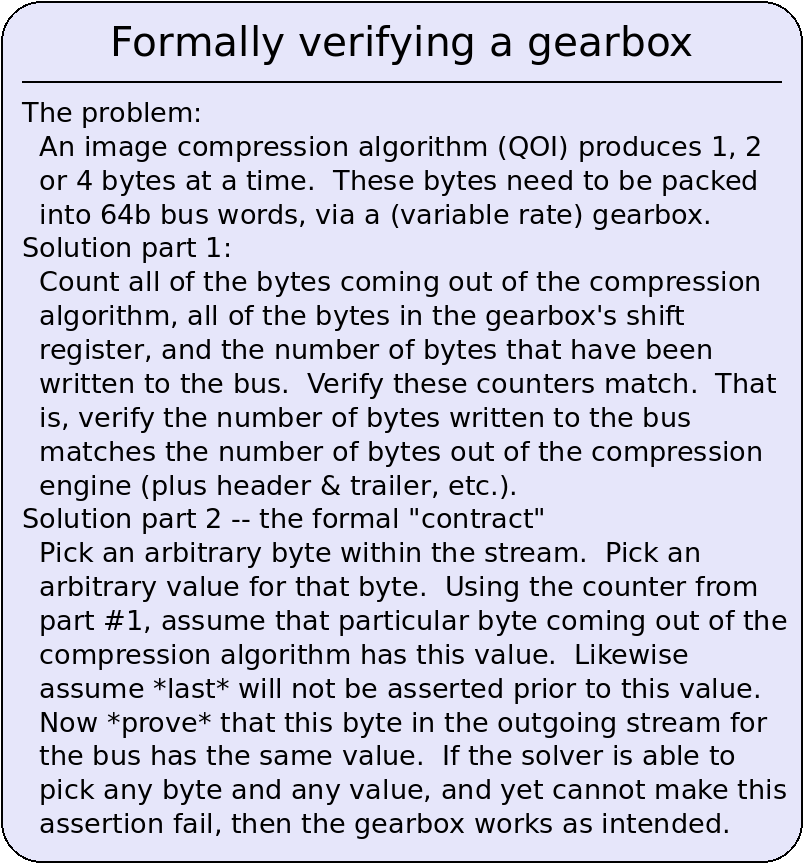 Formally verifying a gearbox
The problem:
An image compression algorithm (QOI) produces 1, 2
or 4 bytes at a time.  These bytes need to be packed
into 64b bus words, via a (variable rate) gearbox.
Solution part 1:
Count all of the bytes coming out of the compression
algorithm, all of the bytes in the gearbox's shift
register, and the number of bytes that have been
written to the bus.  Verify these counters match.  That
is, verify the number of bytes written to the bus
matches the number of bytes out of the compression
engine (plus header & trailer, etc.).
Solution part 2 -- the formal "contract"
Pick an arbitrary byte within the stream.  Pick an
arbitrary value for that byte.  Using the counter from
part #1, assume that particular byte coming out of the
compression algorithm has this value.  Likewise
assume *last* will not be asserted prior to this value.
Now *prove* that this byte in the outgoing stream for
the bus has the same value.  If the solver is able to
pick any byte and any value, and yet cannot make this
assertion fail, then the gearbox works as intended.